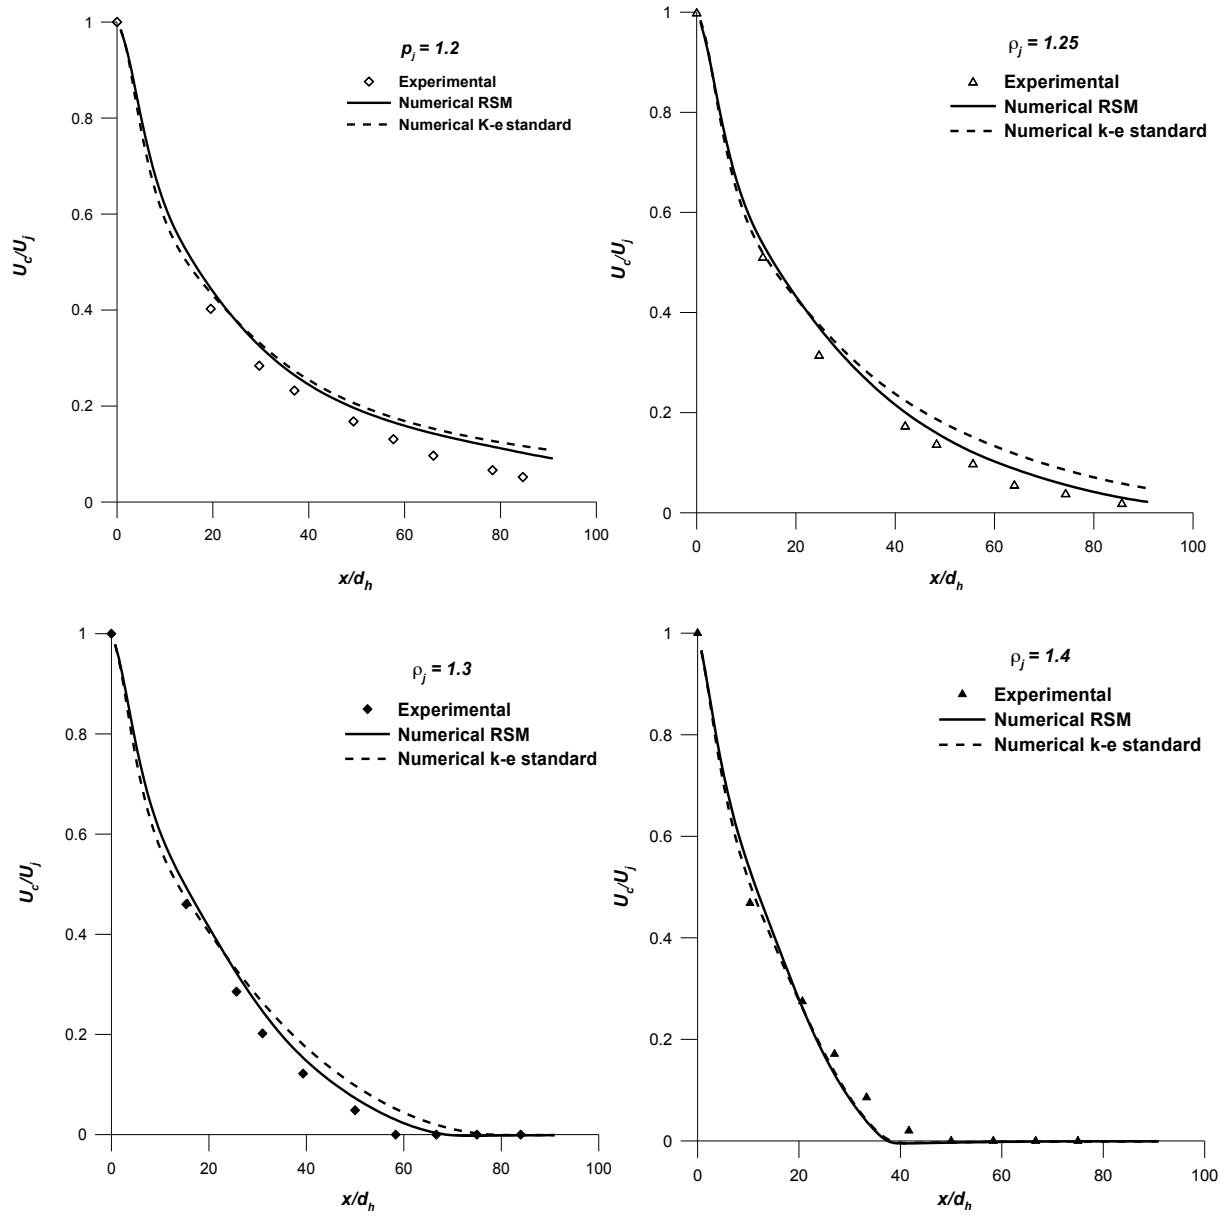 1
p_j = 1.2
Experimental
Numerical RSM
Numerical K-e standard
0.8
0.6
U_c/U_j
0.4
0.2
0
0 20 40 60 80 100
x/d_h
1
ρ_j = 1.25
Experimental
Numerical RSM
Numerical k-e standard
0.8
0.6
U_c/U_j
0.4
0.2
0
0 20 40 60 80 100
x/d_h
1
ρ_j = 1.3
Experimental
Numerical RSM
Numerical k-e standard
0.8
0.6
U_c/U_j
0.4
0.2
0
0 20 40 60 80 100
x/d_h
1
ρ_j = 1.4
Experimental
Numerical RSM
Numerical k-e standard
0.8
0.6
U_c/U_j
0.4
0.2
0
0 20 40 60 80 100
x/d_h